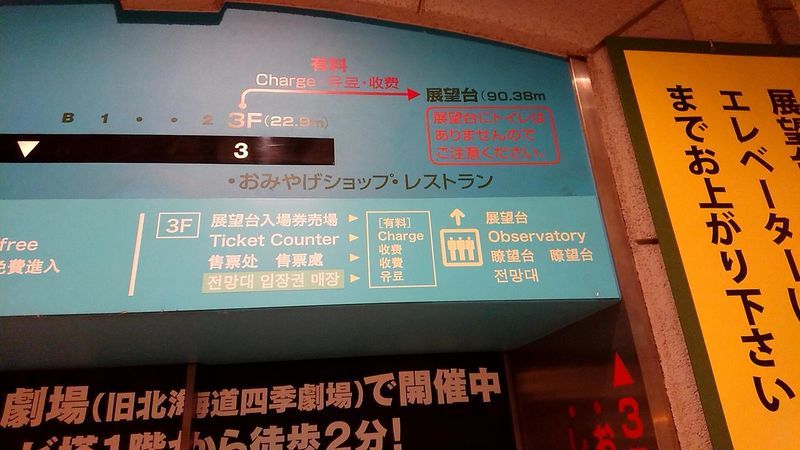 有料
Charge・유료・收费
展望台(90.38m
B 1 ・ ・ 2 3F(22.9m)
展望台にトイレは
ありませんので
ご注意ください。
3
・おみやげショップ・レストラン
free
免費進入
3F
展望台入場券売場
Ticket Counter
售票处 售票處
전망대 입장권 매장
[有料]
Charge
收费
收費
유료
展望台
Observatory
瞭望台 瞭望台
전망대
劇場(旧北海道四季劇場)で開催中
から徒歩2分!
エレベーター
までお上がり下さい
3